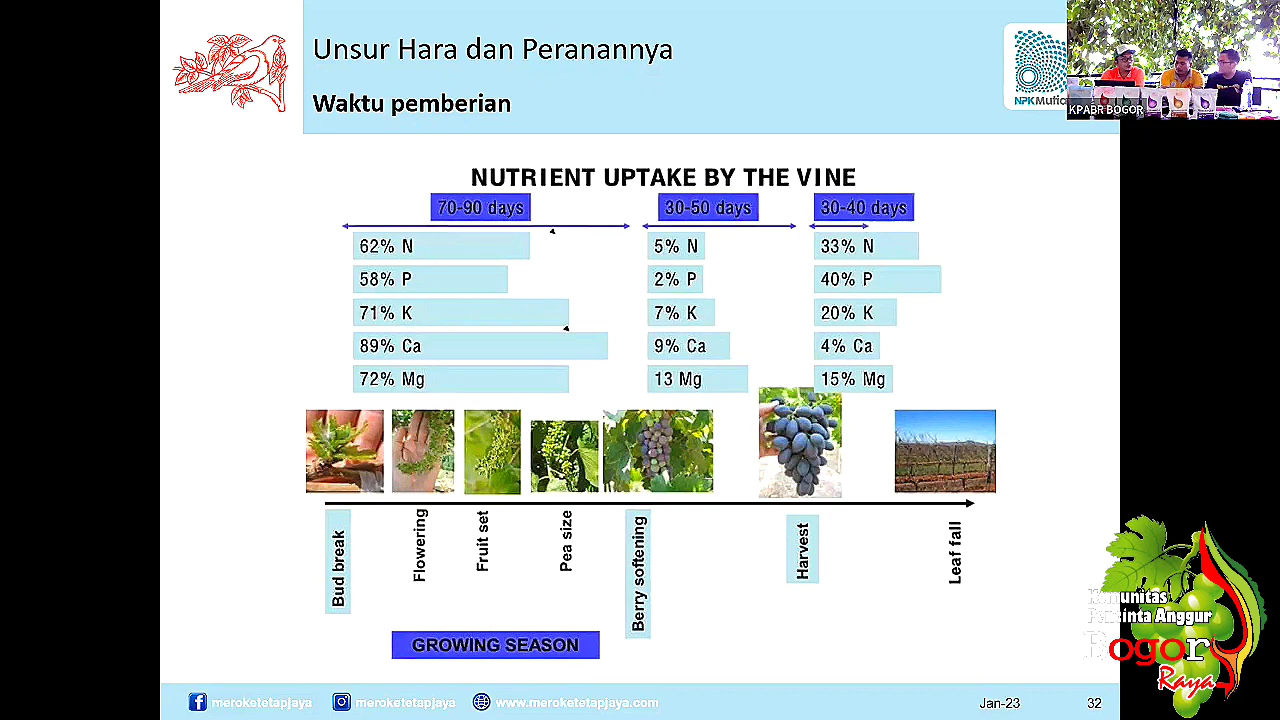 Unsur Hara dan Peranannya
Waktu pemberian
KPABR BOGOR
NUTRIENT UPTAKE BY THE VINE
70-90 days 30-50 days 30-40 days
62% N 5% N 33% N
58% P 2% P 40% P
71% K 7% K 20% K
89% Ca 9% Ca 4% Ca
72% Mg 13 Mg 15% Mg
Bud break
Flowering
Fruit set
Pea size
Berry softening
Harvest
Leaf fall
GROWING SEASON
Komunitas
Pencinta Anggur
Bogor
Raya
meroketetapjaya meroketetapjaya www.meroketetapjaya.com Jan-23 32